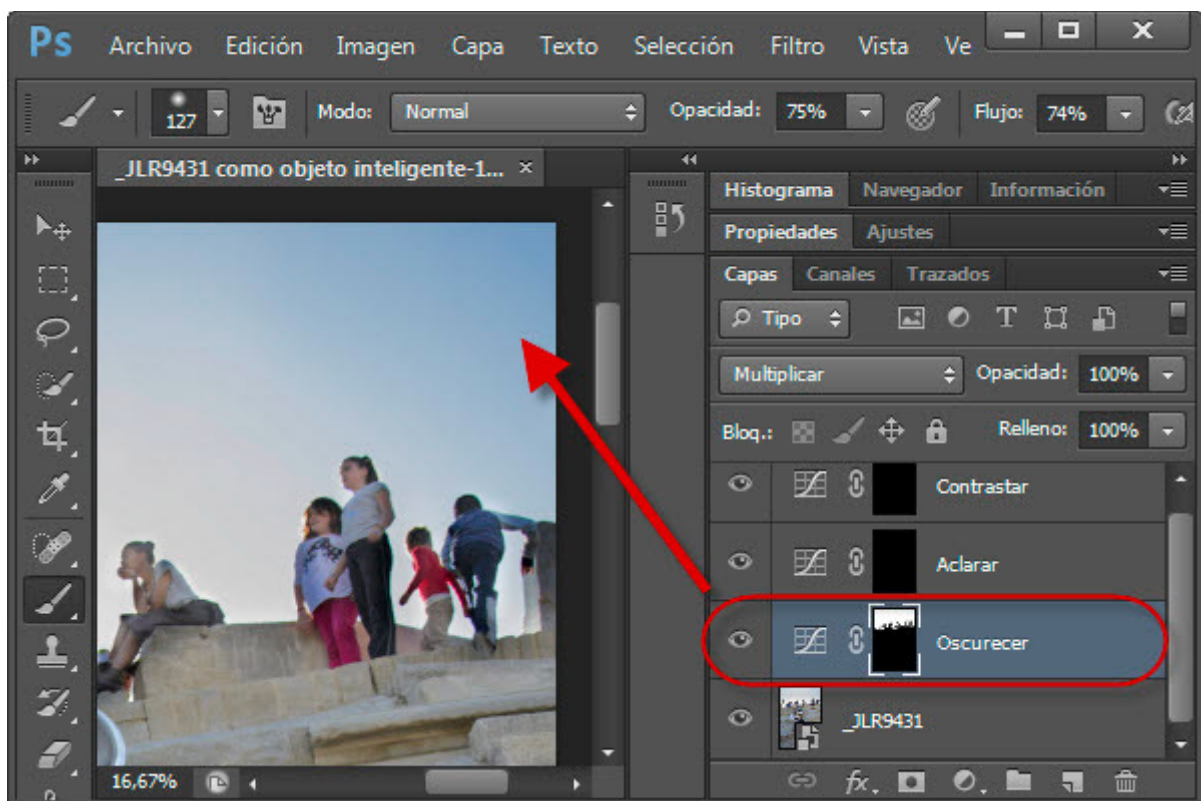 Ps Archivo Edición Imagen Capa Texto Selección Filtro Vista Ve
127 Modo: Normal Opacidad: 75% Flujo: 74%
_JLR9431 como objeto inteligente-1... ×
Histograma Navegador Información
Propiedades Ajustes
Capas Canales Trazados
Tipo
Multiplicar Opacidad: 100%
Bloq.: Relleno: 100%
Contrastar
Aclarar
Oscurecer
_JLR9431
16,67%
fx